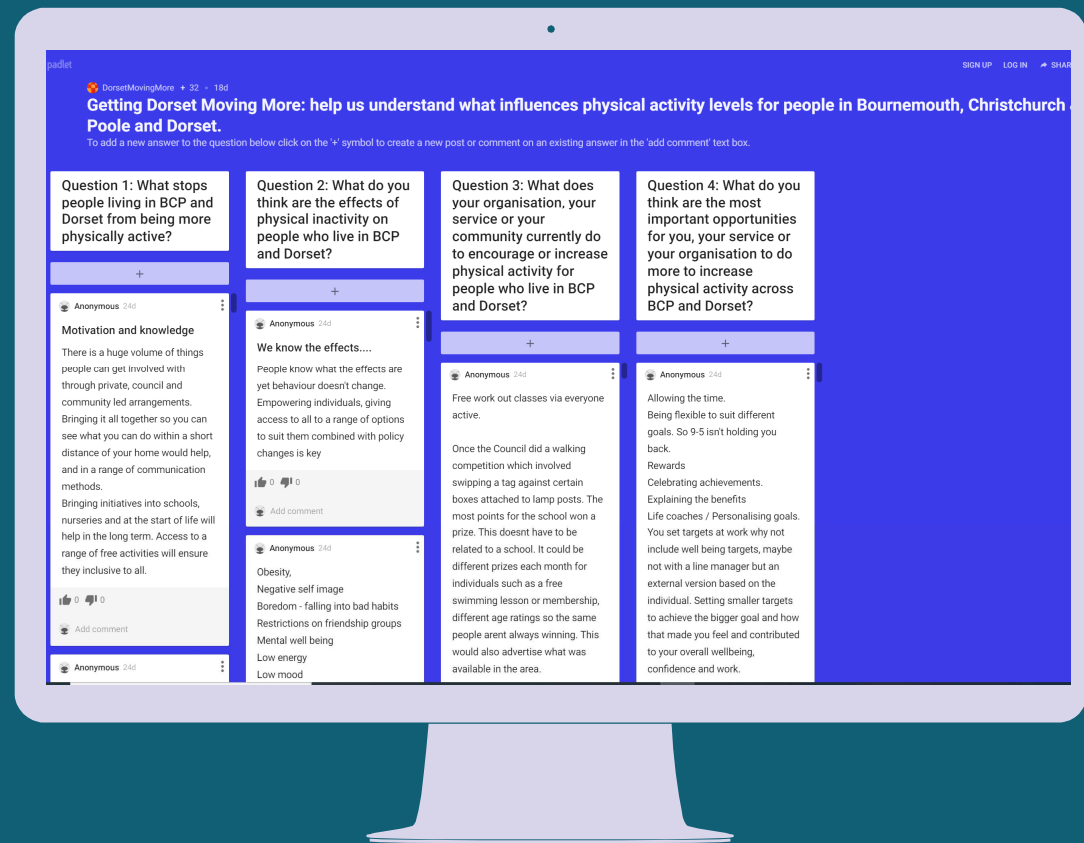 padlet
SIGN UP LOG IN SHAR
DorsetMovingMore + 32 • 18d
Getting Dorset Moving More: help us understand what influences physical activity levels for people in Bournemouth, Christchurch
Poole and Dorset.
To add a new answer to the question below click on the '+' symbol to create a new post or comment on an existing answer in the 'add comment' text box.
Question 1: What stops
people living in BCP and
Dorset from being more
physically active?
+
Anonymous 24d
Motivation and knowledge
There is a huge volume of things
people can get involved with
through private, council and
community led arrangements.
Bringing it all together so you can
see what you can do within a short
distance of your home would help,
and in a range of communication
methods.
Bringing initiatives into schools,
nurseries and at the start of life will
help in the long term. Access to a
range of free activities will ensure
they inclusive to all.
0 0
Add comment
Anonymous 24d
Question 2: What do you
think are the effects of
physical inactivity on
people who live in BCP
and Dorset?
+
Anonymous 24d
We know the effects....
People know what the effects are
yet behaviour doesn't change.
Empowering individuals, giving
access to all to a range of options
to suit them combined with policy
changes is key
0 0
Add comment
Anonymous 24d
Obesity,
Negative self image
Boredom - falling into bad habits
Restrictions on friendship groups
Mental well being
Low energy
Low mood
Question 3: What does
your organisation, your
service or your
community currently do
to encourage or increase
physical activity for
people who live in BCP
and Dorset?
+
Anonymous 24d
Free work out classes via everyone
active.
Once the Council did a walking
competition which involved
swipping a tag against certain
boxes attached to lamp posts. The
most points for the school won a
prize. This doesnt have to be
related to a school. It could be
different prizes each month for
individuals such as a free
swimming lesson or membership,
different age ratings so the same
people arent always winning. This
would also advertise what was
available in the area.
Question 4: What do you
think are the most
important opportunities
for you, your service or
your organisation to do
more to increase
physical activity across
BCP and Dorset?
+
Anonymous 24d
Allowing the time.
Being flexible to suit different
goals. So 9-5 isn't holding you
back.
Rewards
Celebrating achievements.
Explaining the benefits
Life coaches / Personalising goals.
You set targets at work why not
include well being targets, maybe
not with a line manager but an
external version based on the
individual. Setting smaller targets
to achieve the bigger goal and how
that made you feel and contributed
to your overall wellbeing,
confidence and work.